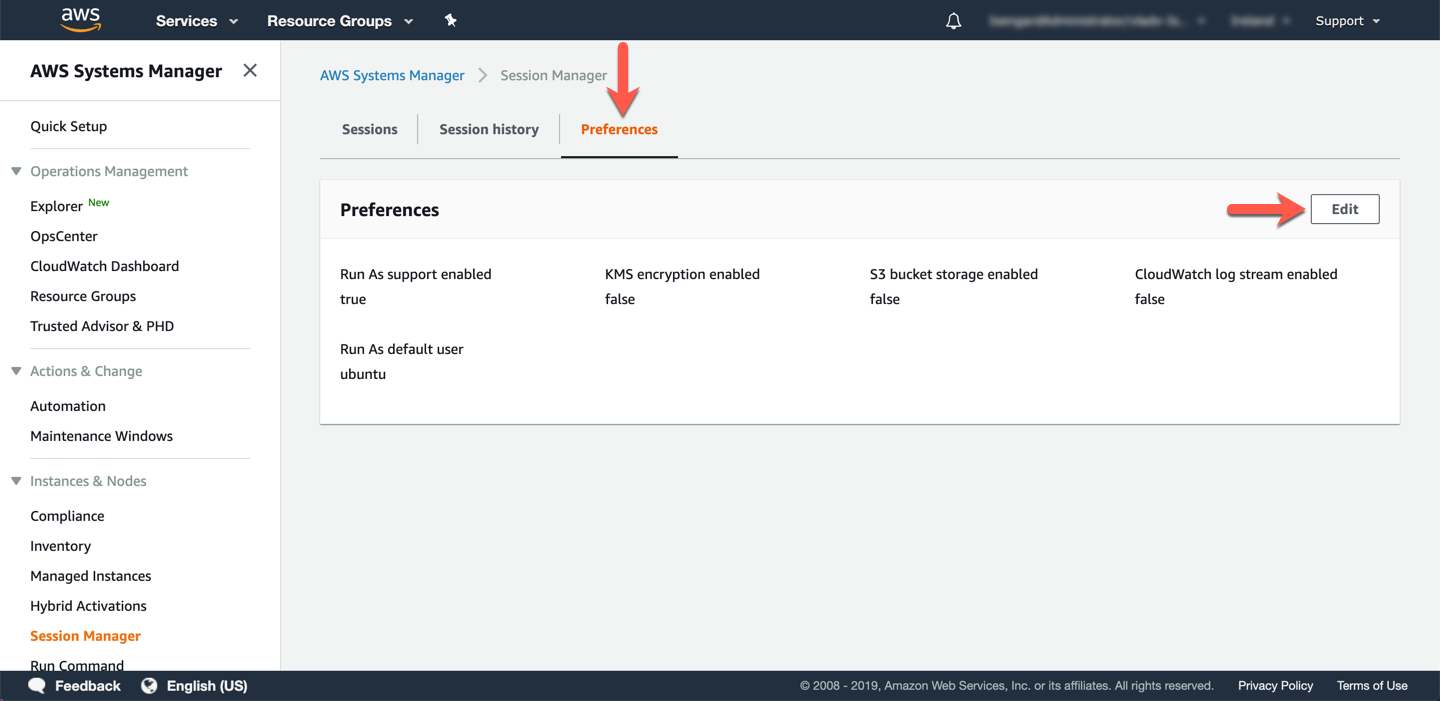 aws Services Resource Groups Support
AWS Systems Manager
Quick Setup
Operations Management
Explorer New
OpsCenter
CloudWatch Dashboard
Resource Groups
Trusted Advisor & PHD
Actions & Change
Automation
Maintenance Windows
Instances & Nodes
Compliance
Inventory
Managed Instances
Hybrid Activations
Session Manager
Run Command
AWS Systems Manager Session Manager
Sessions Session history Preferences
Preferences Edit
Run As support enabled KMS encryption enabled S3 bucket storage enabled CloudWatch log stream enabled
true false false false
Run As default user
ubuntu
Feedback English (US) © 2008 - 2019, Amazon Web Services, Inc. or its affiliates. All rights reserved. Privacy Policy Terms of Use